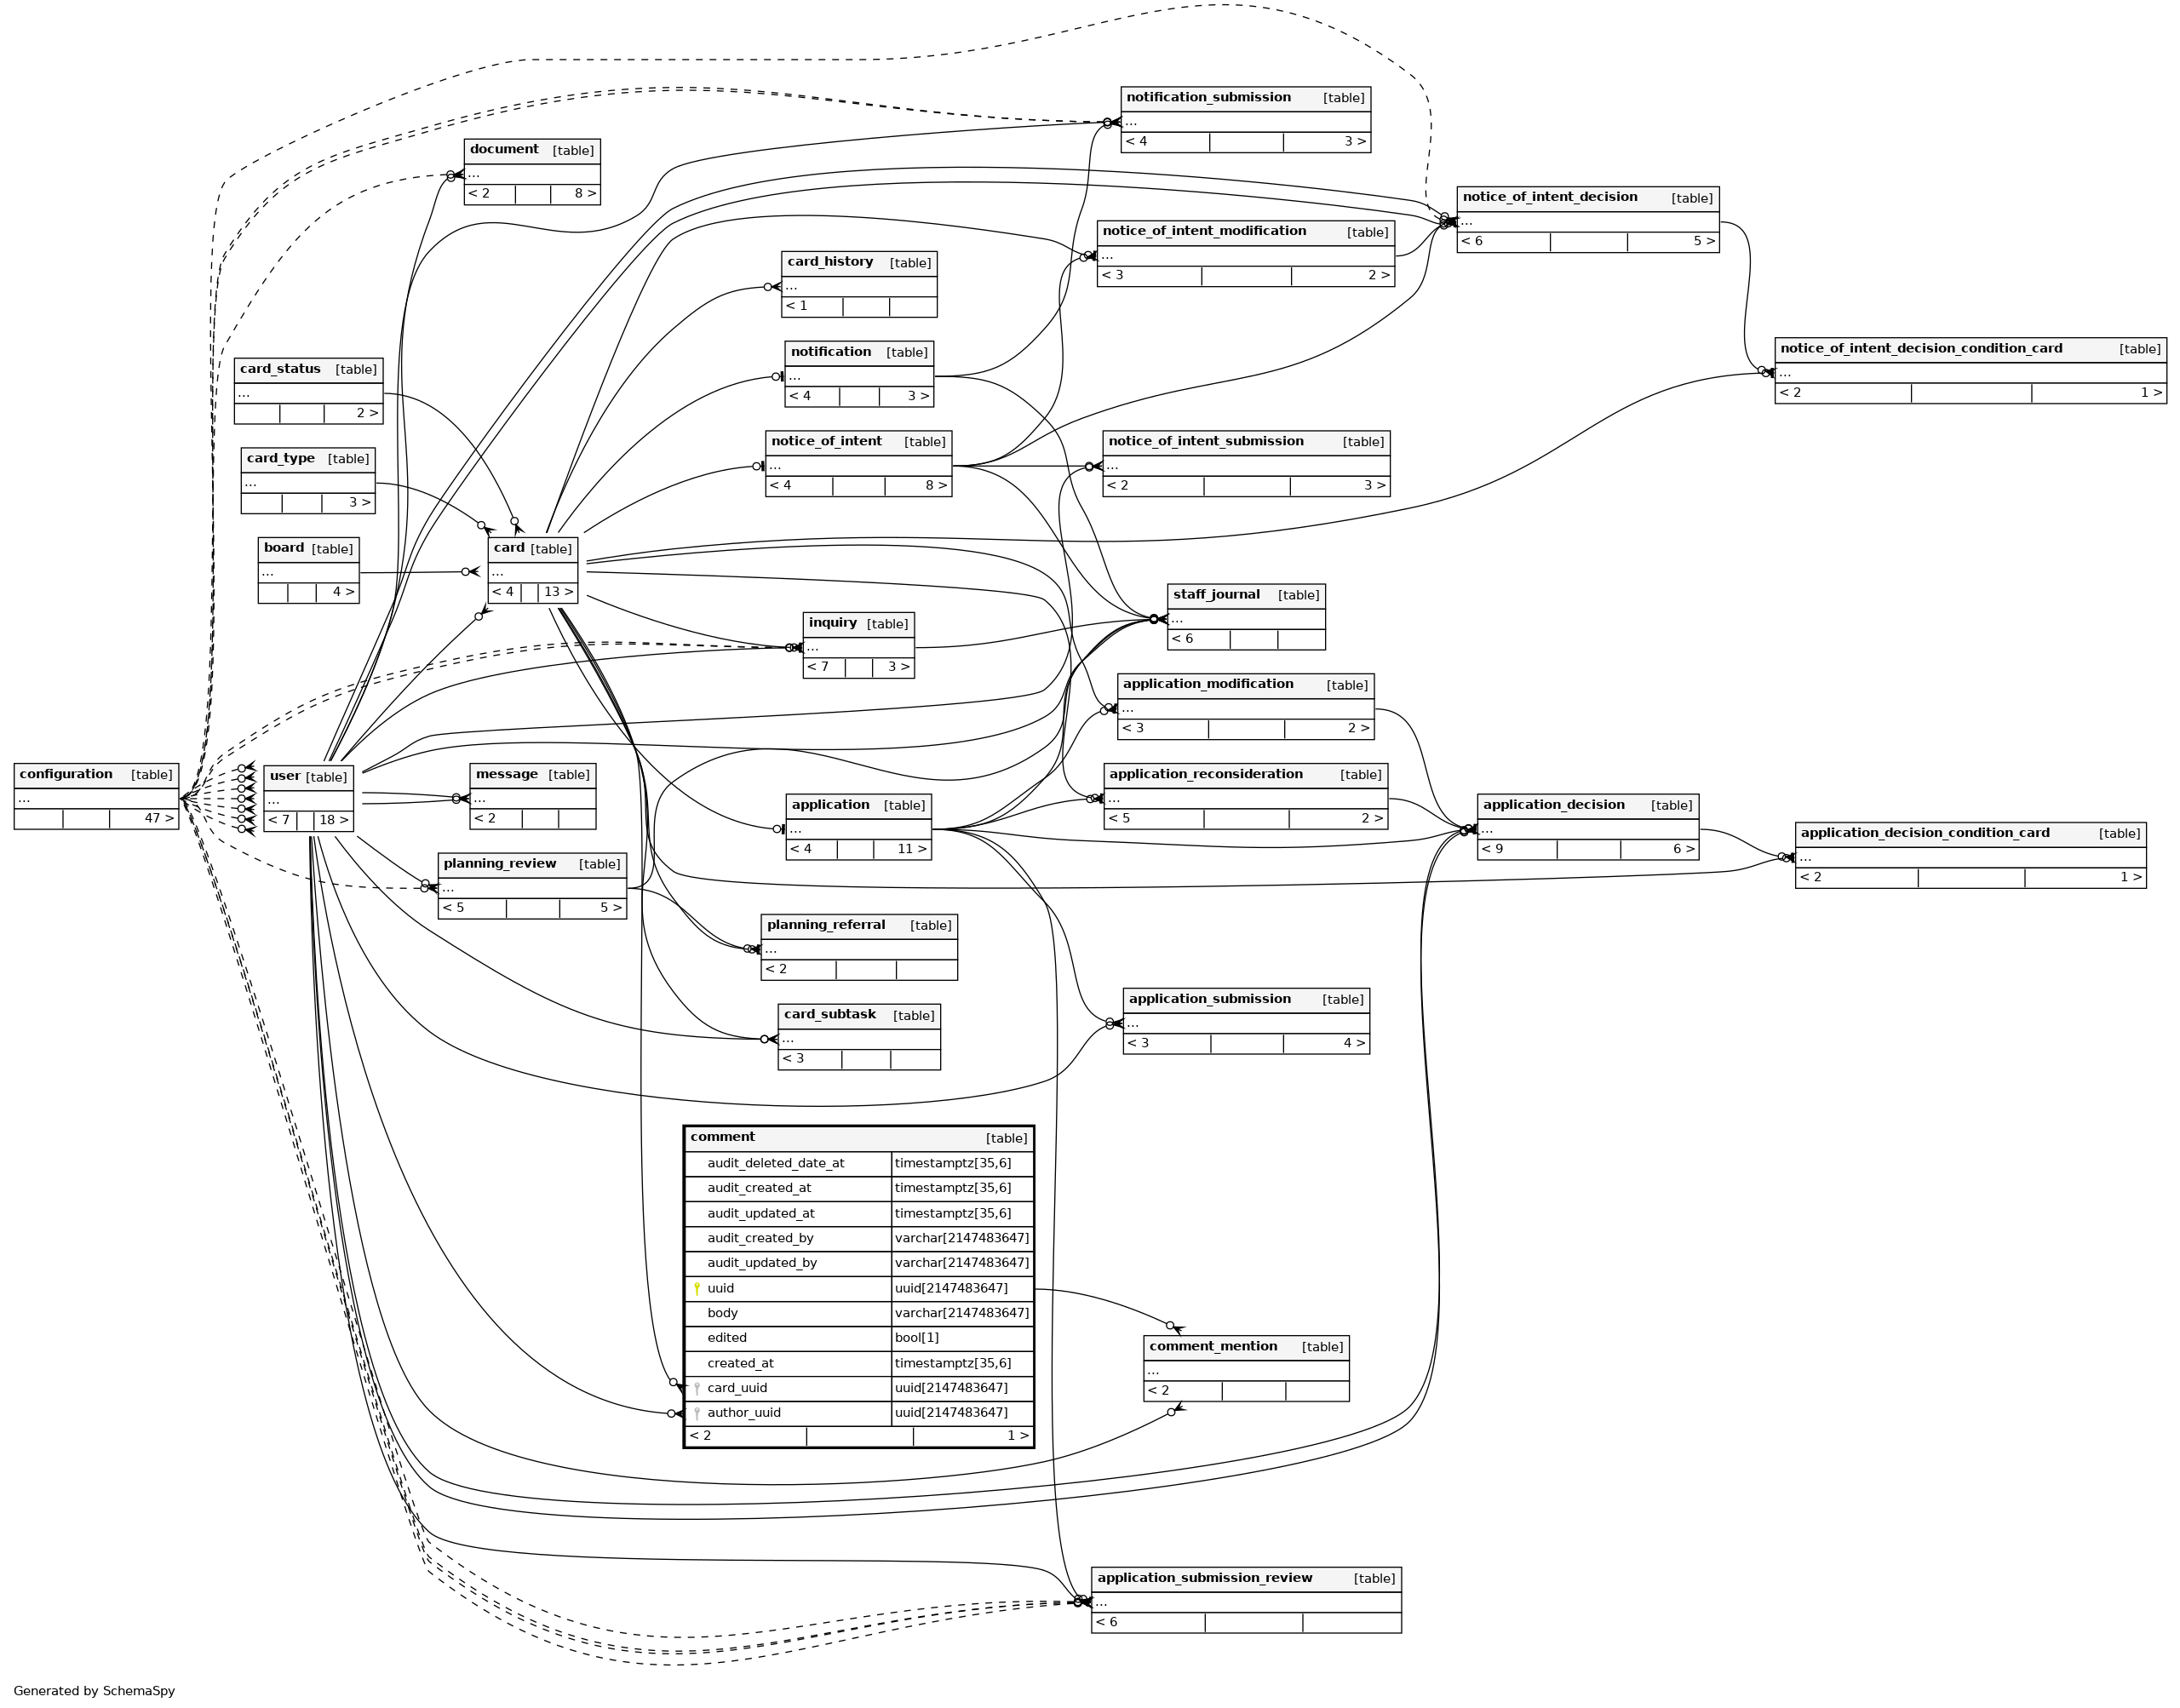 notification_submission [table]
...
< 4 3 >
document [table]
...
< 2 8 >
notice_of_intent_decision [table]
...
< 6 5 >
notice_of_intent_modification [table]
...
< 3 2 >
card_history [table]
...
< 1
notice_of_intent_decision_condition_card [table]
...
< 2 1 >
notification [table]
...
< 4 3 >
card_status [table]
...
2 >
notice_of_intent [table]
...
< 4 8 >
notice_of_intent_submission [table]
...
< 2 3 >
card_type [table]
...
3 >
board [table]
...
4 >
card [table]
...
< 4 13 >
staff_journal [table]
...
< 6
inquiry [table]
...
< 7 3 >
application_modification [table]
...
< 3 2 >
configuration [table]
...
47 >
user [table]
...
< 7 18 >
message [table]
...
< 2
application_reconsideration [table]
...
< 5 2 >
application [table]
...
< 4 11 >
application_decision [table]
...
< 9 6 >
application_decision_condition_card [table]
...
< 2 1 >
planning_review [table]
...
< 5 5 >
planning_referral [table]
...
< 2
application_submission [table]
...
< 3 4 >
card_subtask [table]
...
< 3
comment [table]
audit_deleted_date_at timestamptz[35,6]
audit_created_at timestamptz[35,6]
audit_updated_at timestamptz[35,6]
audit_created_by varchar[2147483647]
audit_updated_by varchar[2147483647]
uuid uuid[2147483647]
body varchar[2147483647]
edited bool[1]
created_at timestamptz[35,6]
card_uuid uuid[2147483647]
author_uuid uuid[2147483647]
< 2 1 >
comment_mention [table]
...
< 2
application_submission_review [table]
...
< 6
Generated by SchemaSpy